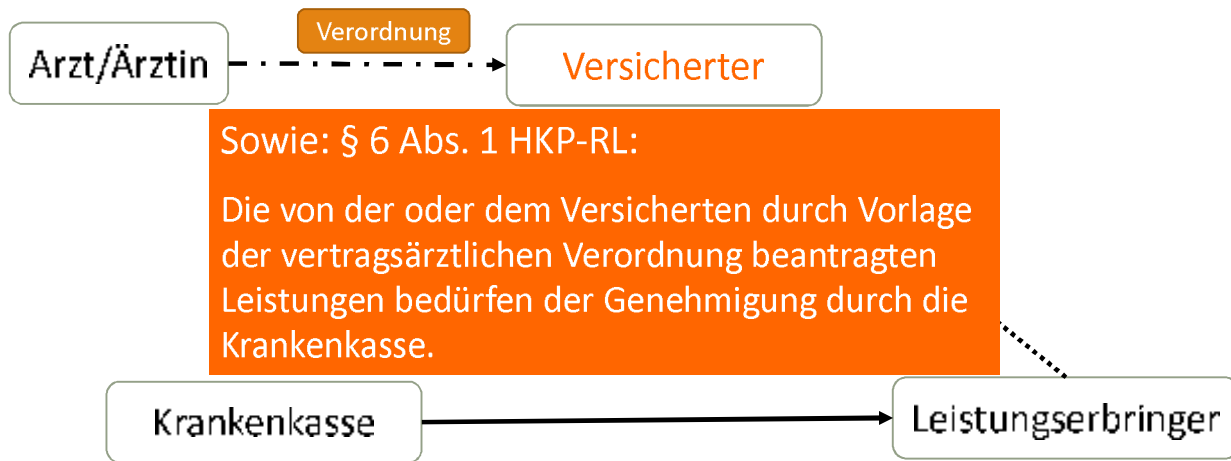 Verordnung
Arzt/Ärztin
Versicherter
Sowie: § 6 Abs. 1 HKP-RL:
Die von der oder dem Versicherten durch Vorlage
der vertragsärztlichen Verordnung beantragten
Leistungen bedürfen der Genehmigung durch die
Krankenkasse.
Krankenkasse
Leistungserbringer